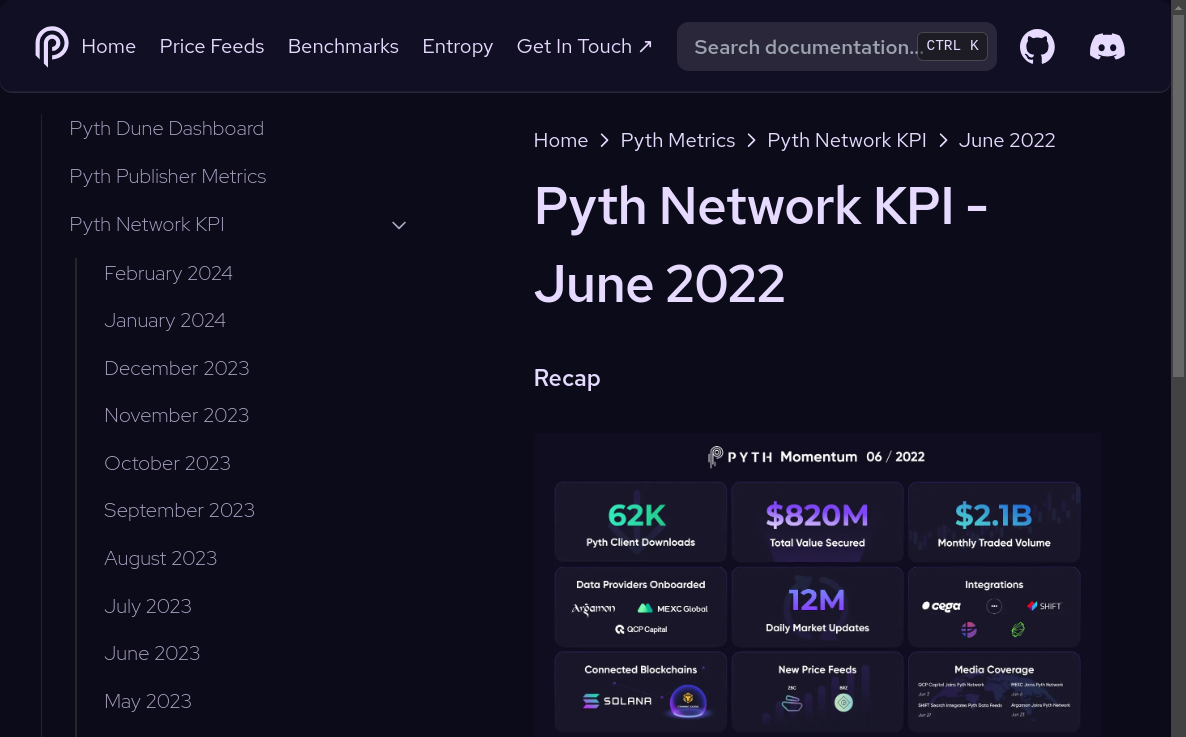 Home Price Feeds Benchmarks Entropy Get In Touch ↗ Search documentation... CTRL K
Pyth Dune Dashboard
Pyth Publisher Metrics
Pyth Network KPI
February 2024
January 2024
December 2023
November 2023
October 2023
September 2023
August 2023
July 2023
June 2023
May 2023
Home > Pyth Metrics > Pyth Network KPI > June 2022
Pyth Network KPI -
June 2022
Recap
PYTH Momentum 06 / 2022
62K
Pyth Client Downloads
$820M
Total Value Secured
$2.1B
Monthly Traded Volume
Data Providers Onboarded
Argamon MEXC Global
QCP Capital
12M
Daily Market Updates
Integrations
cega SHIFT
Connected Blockchains
SOLANA
New Price Feeds
ZBC
Media Coverage
QCP Capital Joins Pyth Network MEXC Joins Pyth Network
SHIFT Search Integrates Pyth Data Feeds Argamon Joins Pyth Network